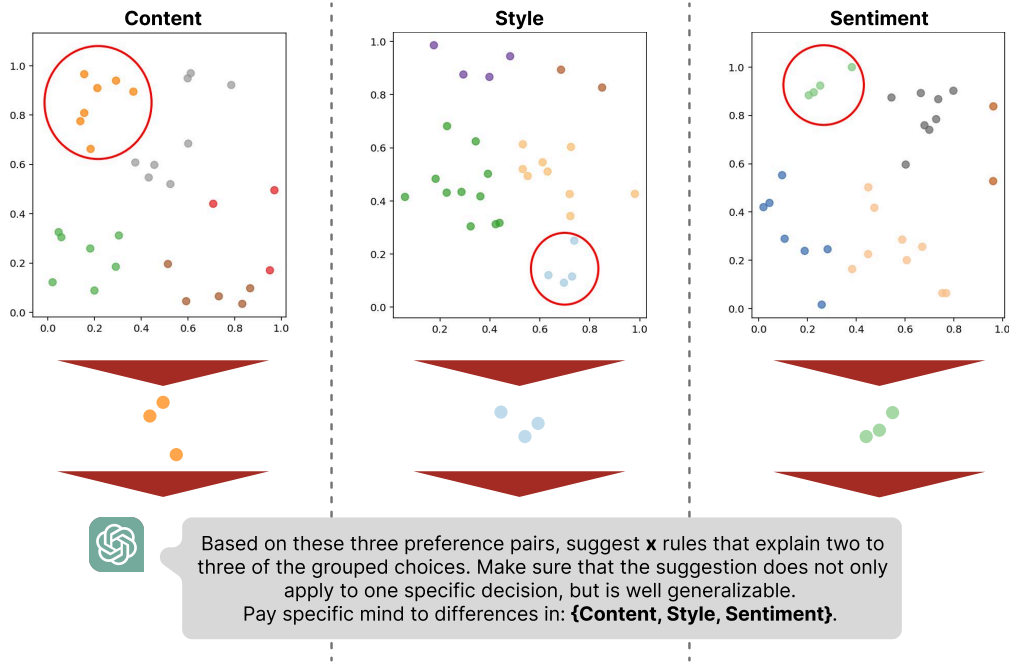 Content
Style
Sentiment
1.0
0.8
0.6
0.4
0.2
0.0
0.0 0.2 0.4 0.6 0.8 1.0
1.0
0.8
0.6
0.4
0.2
0.0
0.2 0.4 0.6 0.8 1.0
1.0
0.8
0.6
0.4
0.2
0.0
0.0 0.2 0.4 0.6 0.8 1.0
Based on these three preference pairs, suggest x rules that explain two to
three of the grouped choices. Make sure that the suggestion does not only
apply to one specific decision, but is well generalizable.
Pay specific mind to differences in: {Content, Style, Sentiment}.